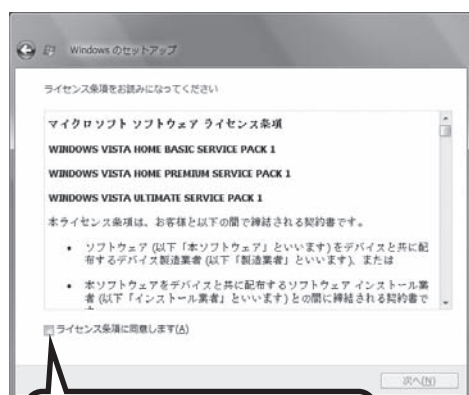 Windows のセットアップ
ライセンス条項をお読みになってください
マイクロソフト ソフトウェア ライセンス条項
WINDOWS VISTA HOME BASIC SERVICE PACK 1
WINDOWS VISTA HOME PREMIUM SERVICE PACK 1
WINDOWS VISTA ULTIMATE SERVICE PACK 1
本ライセンス条項は、お客様と以下の間で締結される契約書です。
• ソフトウェア (以下「本ソフトウェア」といいます) をデバイスと共に配
布するデバイス製造業者 (以下「製造業者」といいます)、または
• 本ソフトウェアをデバイスと共に配布するソフトウェア インストール業
者 (以下「インストール業者」といいます) との間に締結される契約書で
ライセンス条項に同意します(A)
次へ(N)